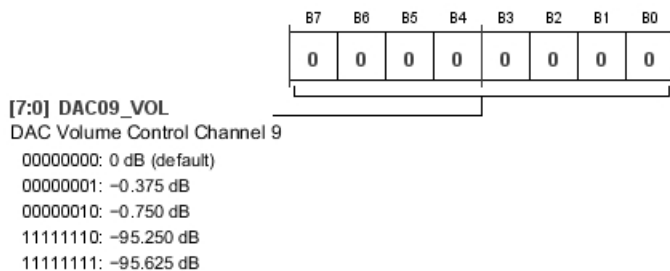 B7 B6 B5 B4 B3 B2 B1 B0
0 0 0 0 0 0 0 0
[7:0] DAC09_VOL
DAC Volume Control Channel 9
00000000: 0 dB (default)
00000001: −0.375 dB
00000010: −0.750 dB
11111110: −95.250 dB
11111111: −95.625 dB